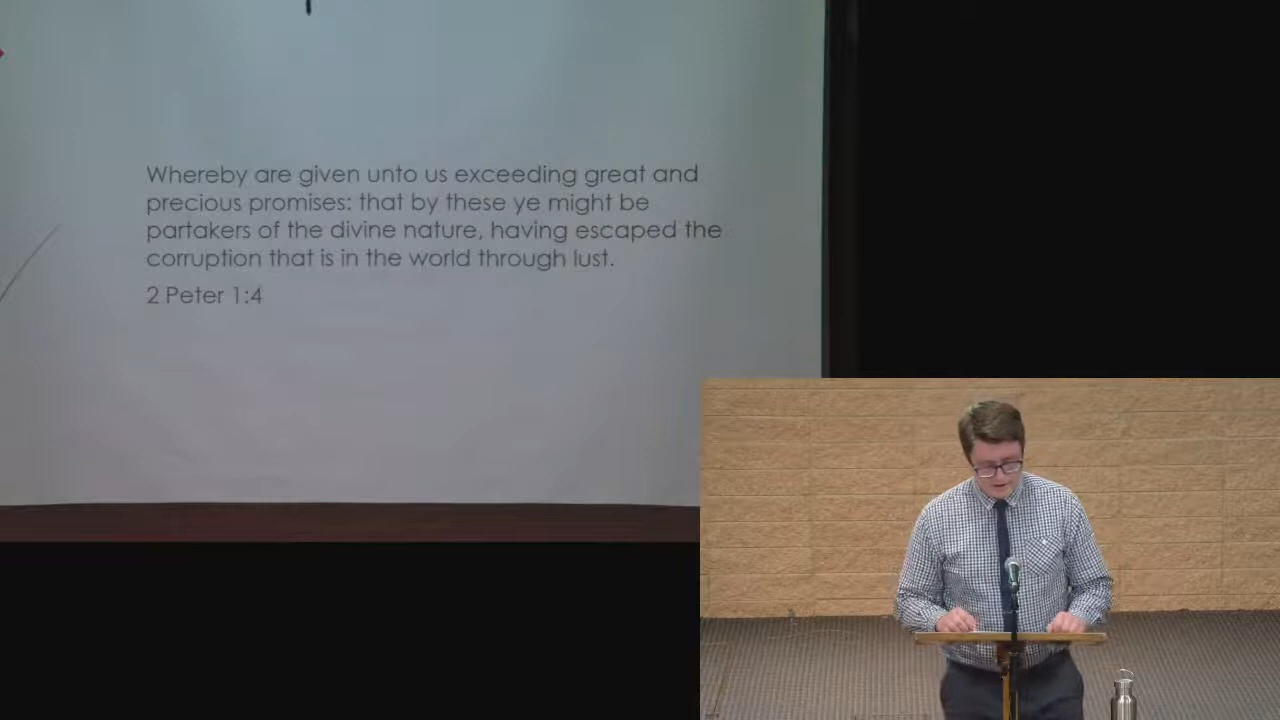 Whereby are given unto us exceeding great and
precious promises: that by these ye might be
partakers of the divine nature, having escaped the
corruption that is in the world through lust.
2 Peter 1:4